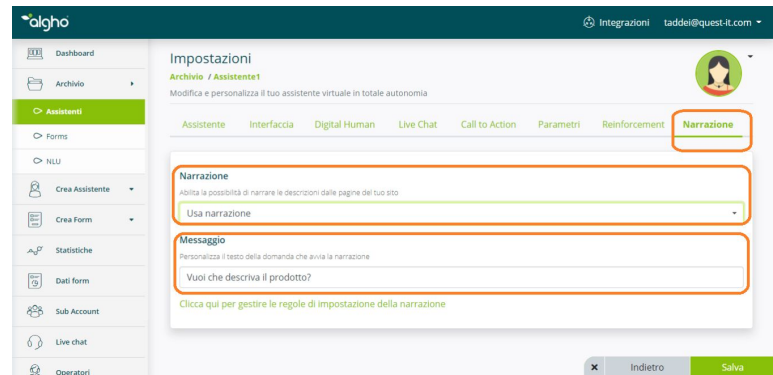 algho
Integrazioni taddei@quest-it.com
Dashboard
Archivio
Assistenti
Forms
NLU
Crea Assistente
Crea Form
Statistiche
Dati form
Sub Account
Live chat
Operatori
Impostazioni
Archivio / Assistente1
Modifica e personalizza il tuo assistente virtuale in totale autonomia
Assistente Interfaccia Digital Human Live Chat Call to Action Parametri Reinforcement Narrazione
Narrazione
Abilita la possibilità di narrare le descrizioni dalle pagine del tuo sito
Usa narrazione
Messaggio
Personalizza il testo della domanda che avvia la narrazione
Vuoi che descriva il prodotto?
Clicca qui per gestire le regole di impostazione della narrazione
x Indietro Salva